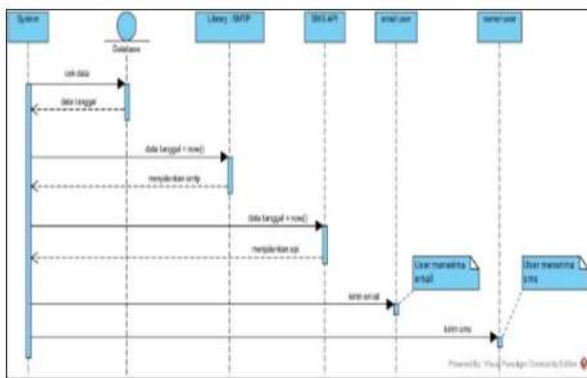 System
Database
Library SMTP
SMS API
email user
nomor user
cek data
data tanggal
data tanggal = now()
menjalankan smtp
data tanggal = now()
menjalankan api
User menerima
email
User menerima
sms
kirim email
kirim sms
Powered By Visual Paradigm Community Edition